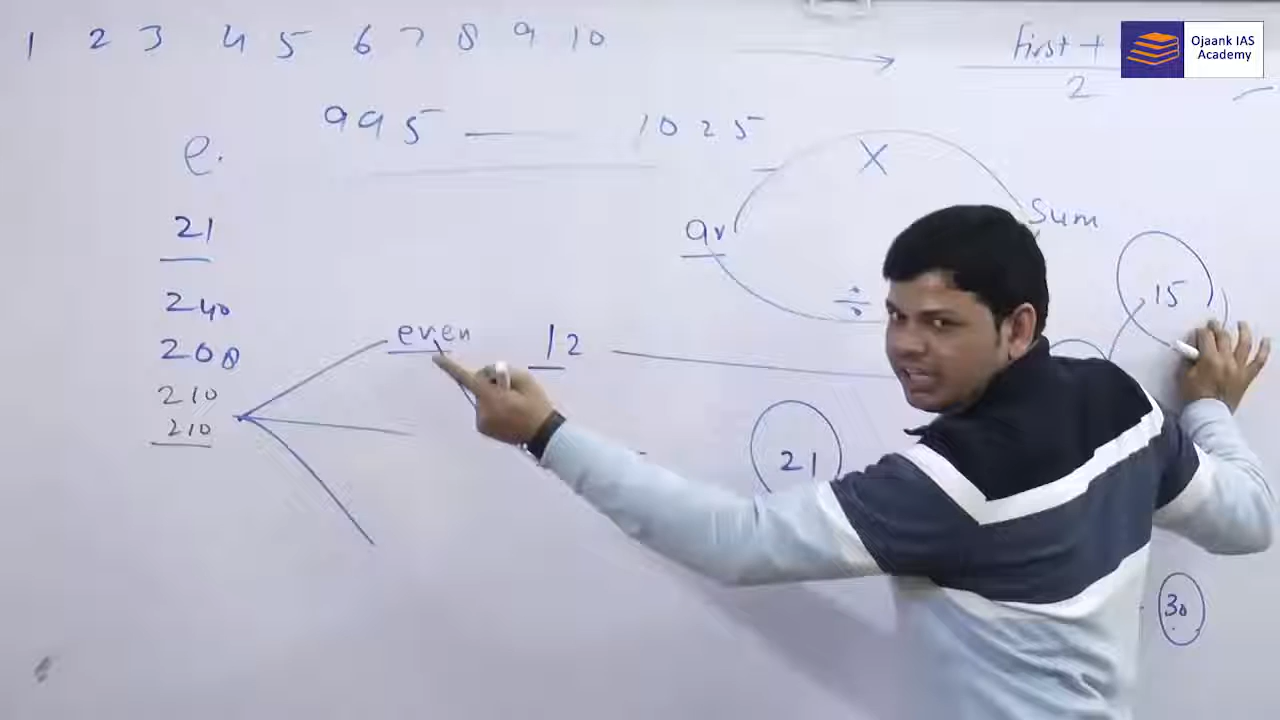 1 2 3 4 5 6 7 8 9 10
first +
2
Ojaank IAS
Academy
995 — 1025
e.
×
21
av
Sum
240
15
208
even 12
÷
210
210
21
30